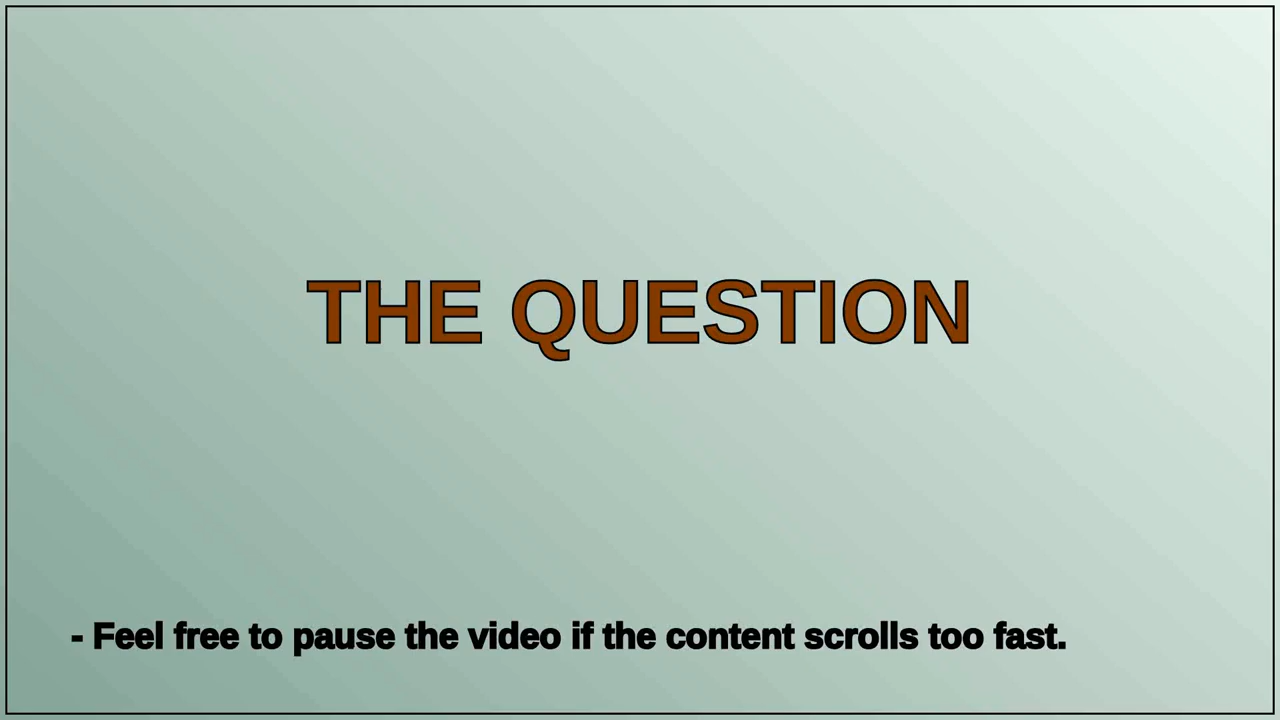 THE QUESTION
- Feel free to pause the video if the content scrolls too fast.